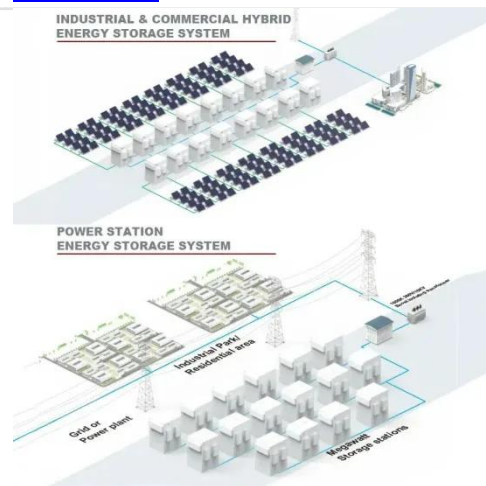 INDUSTRIAL & COMMERCIAL HYBRID
ENERGY STORAGE SYSTEM
POWER STATION
ENERGY STORAGE SYSTEM
Industrial Park/
Residential area
Grid or
Power plant
Megawatt
Storage stations